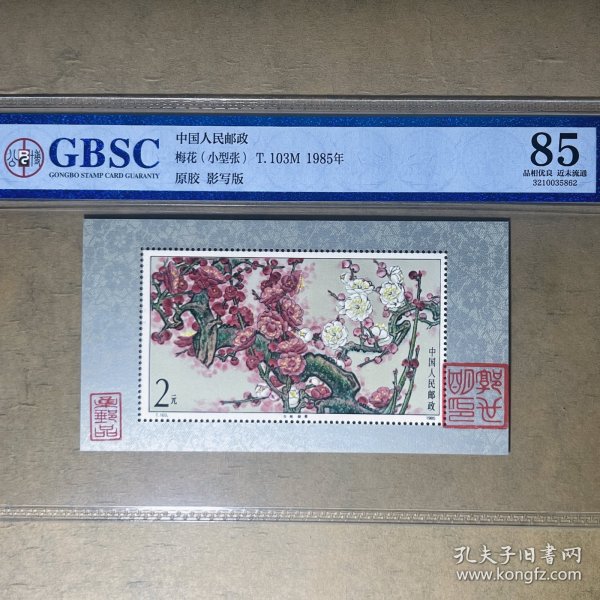 GBSC
GONGBO STAMP CARD GUARANTY
中国人民邮政
梅花（小型张） T.103M 1985年
原胶 影写版
85
品相优良 近未流通
3210035862
中国人民邮政
2元
T.103.
1985
孔夫子旧书网
www.kongfz.com